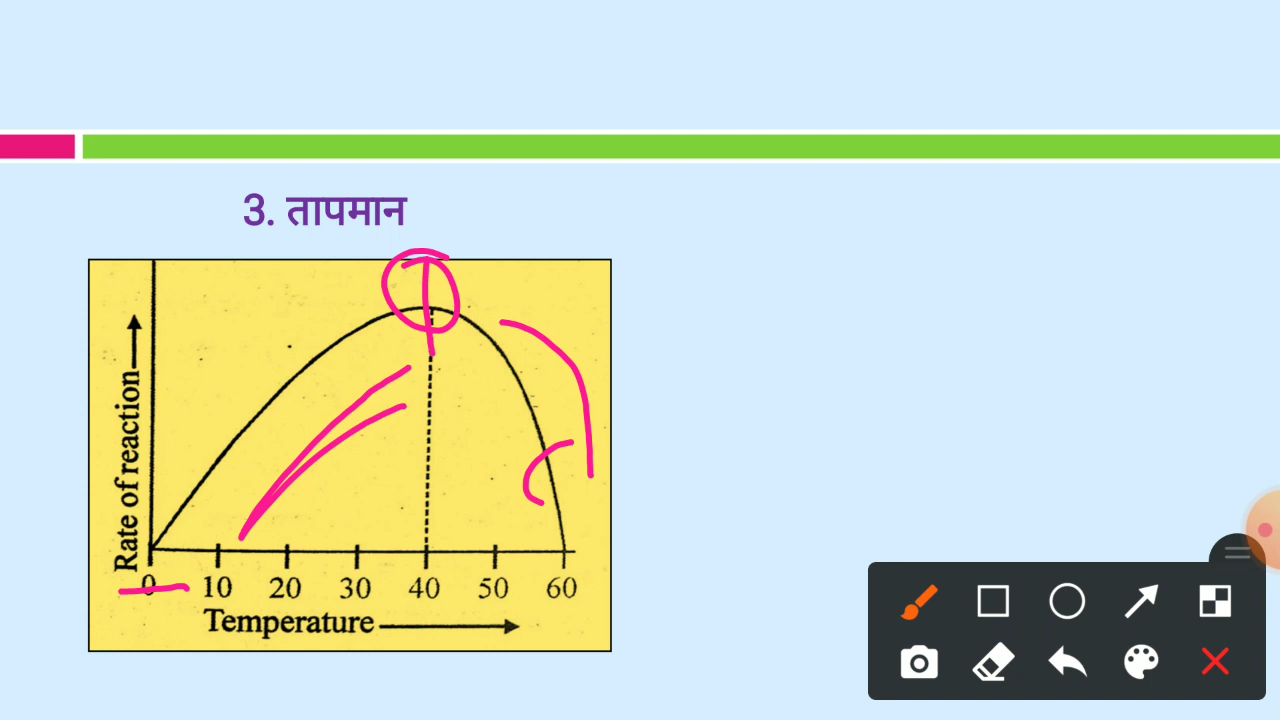 3. तापमान
Rate of reaction
0 10 20 30 40 50 60
Temperature